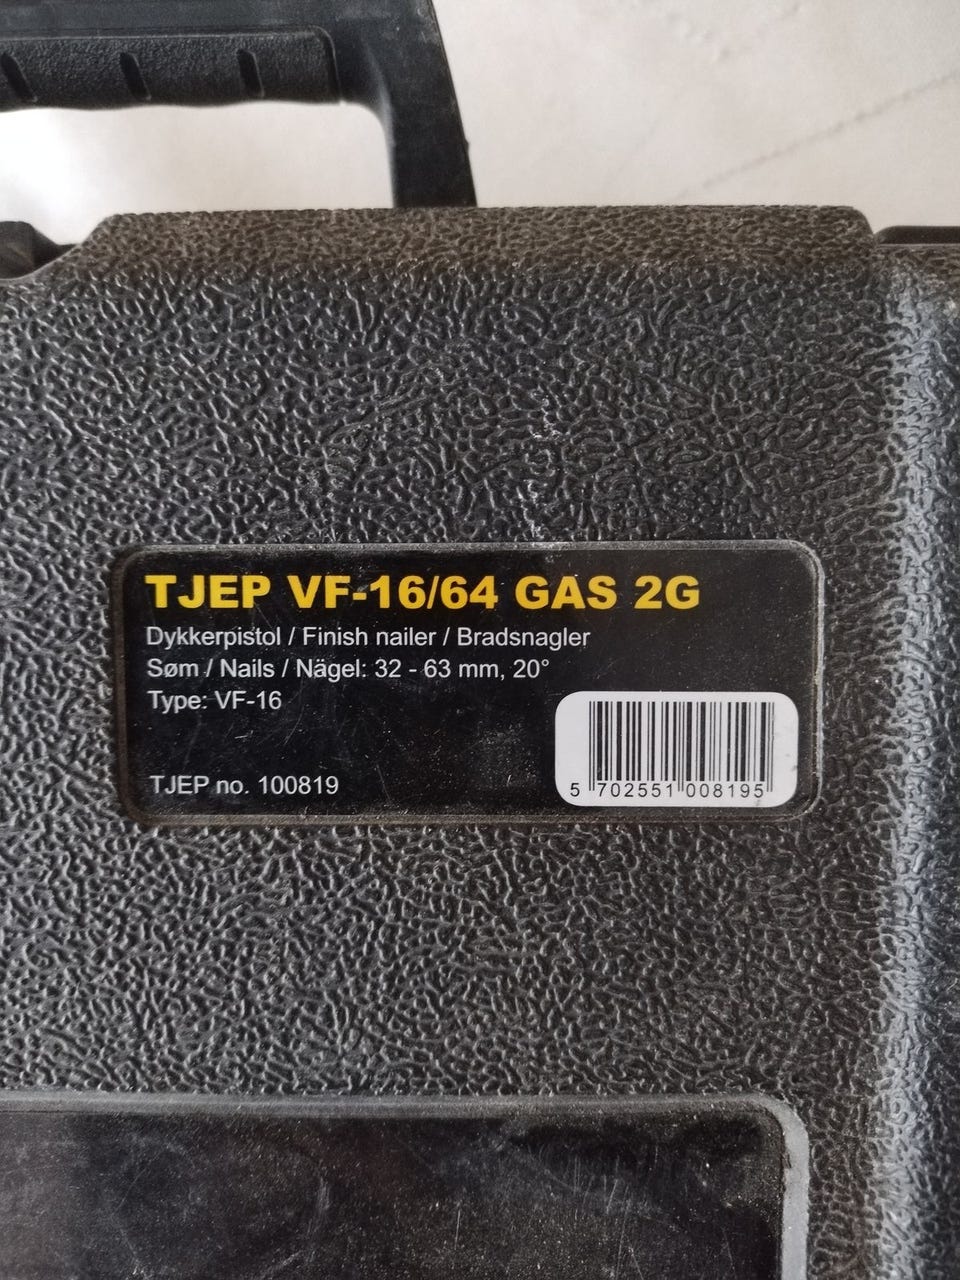 TJEP VF-16/64 GAS 2G
Dykkerpistol / Finish nailer / Bradsnagler
Søm / Nails / Nägel: 32 - 63 mm, 20°
Type: VF-16
TJEP no. 100819
5 702551 008195